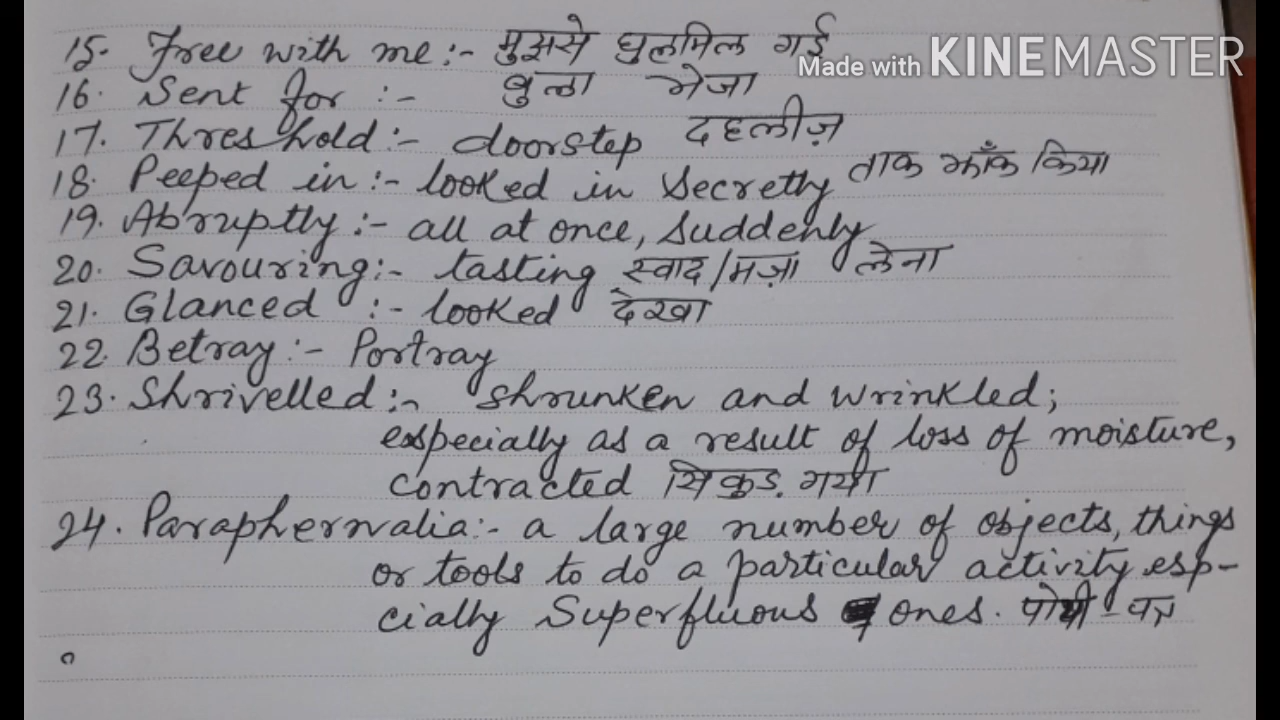 15. Free with me :- मुझसे घुलमिल गई
Made with KINEMASTER
16. Sent for :- बुला भेजा
17. Threshold :- doorstep दहलीज़
18. Peeped in :- looked in secretly ताक झाँक किया
19. Abruptly :- all at once, suddenly
20. Savouring :- tasting स्वाद/मज़ा लेना
21. Glanced :- looked देखा
22. Betray :- Portray
23. Shrivelled :- shrunken and wrinkled;
especially as a result of loss of moisture,
contracted सिकुड़ गयी
24. Paraphernalia :- a large number of objects, things
or tools to do a particular activity esp-
cially Superfluous ones.